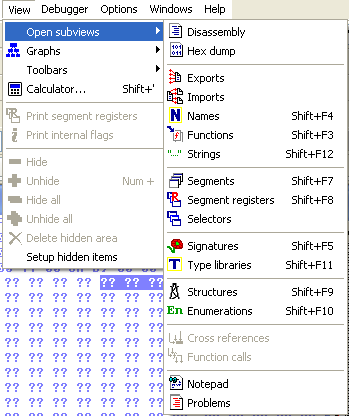 View Debugger Options Windows Help
Open subviews
Graphs
Toolbars
Calculator... Shift+'
Print segment registers
Print internal flags
Hide
Unhide Num +
Hide all
Unhide all
Delete hidden area
Setup hidden items
Disassembly
Hex dump
Exports
Imports
N Names Shift+F4
Functions Shift+F3
"..." Strings Shift+F12
Segments Shift+F7
Segment registers Shift+F8
Selectors
Signatures Shift+F5
T Type libraries Shift+F11
Structures Shift+F9
En Enumerations Shift+F10
Cross references
Function calls
Notepad
Problems
?? ?? ?? ?? ?? ?? ?? ??
?? ?? ?? ?? ?? ?? ?? ??
?? ?? ?? ?? ?? ?? ?? ??
?? ?? ?? ?? ?? ?? ?? ??
?? ?? ?? ?? ?? ?? ?? ??
?? ?? ?? ?? ?? ?? ?? ??
?? ?? ?? ?? ?? ?? ?? ??
?? ?? ?? ?? ?? ?? ?? ??